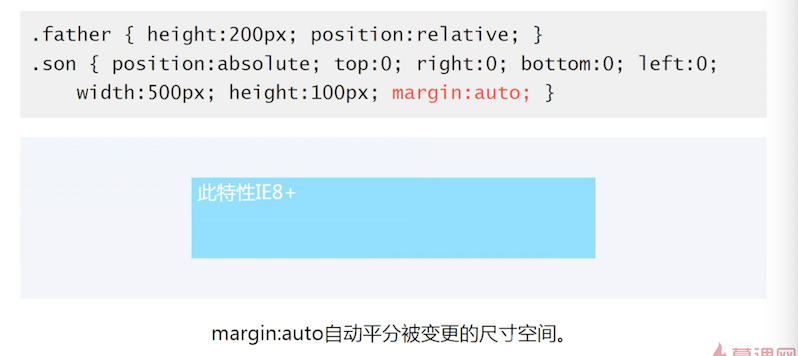 .father { height:200px; position:relative; }
.son { position:absolute; top:0; right:0; bottom:0; left:0;
width:500px; height:100px; margin:auto; }
此特性IE8+
margin:auto自动平分被变更的尺寸空间。
慕课网